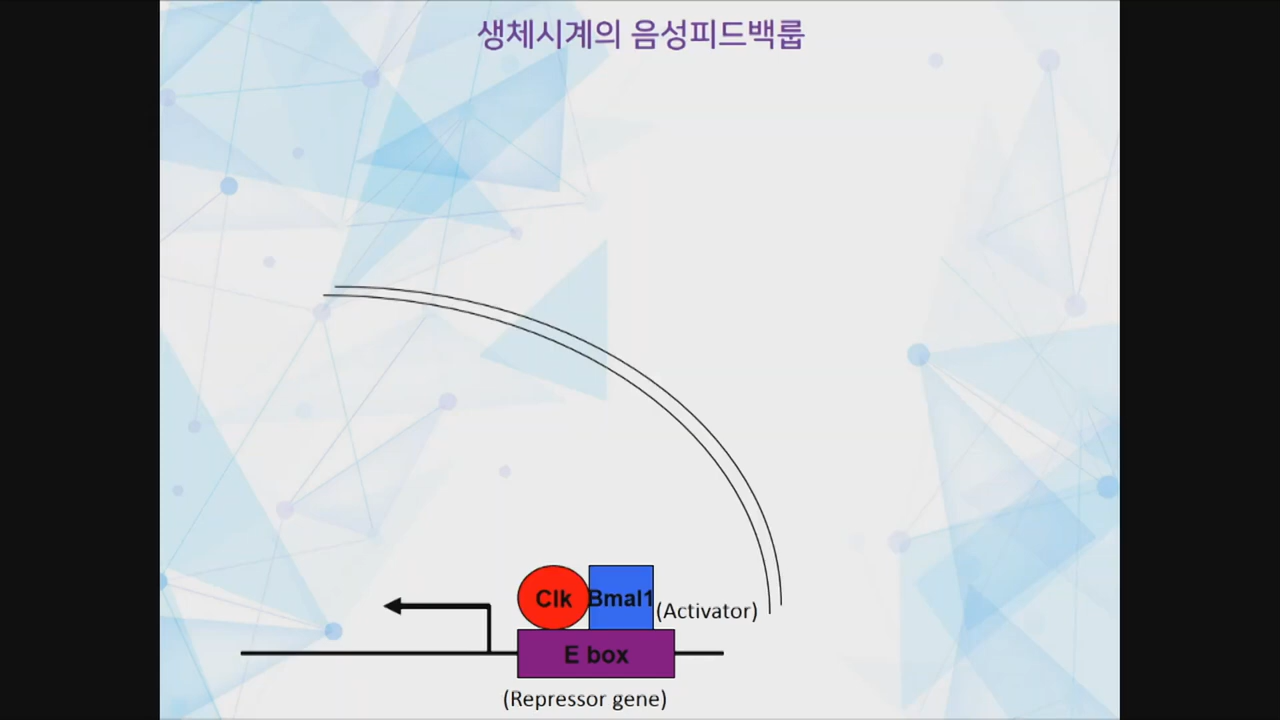 생체시계의 음성피드백룹
Clk
Bmal1
(Activator)
E box
(Repressor gene)